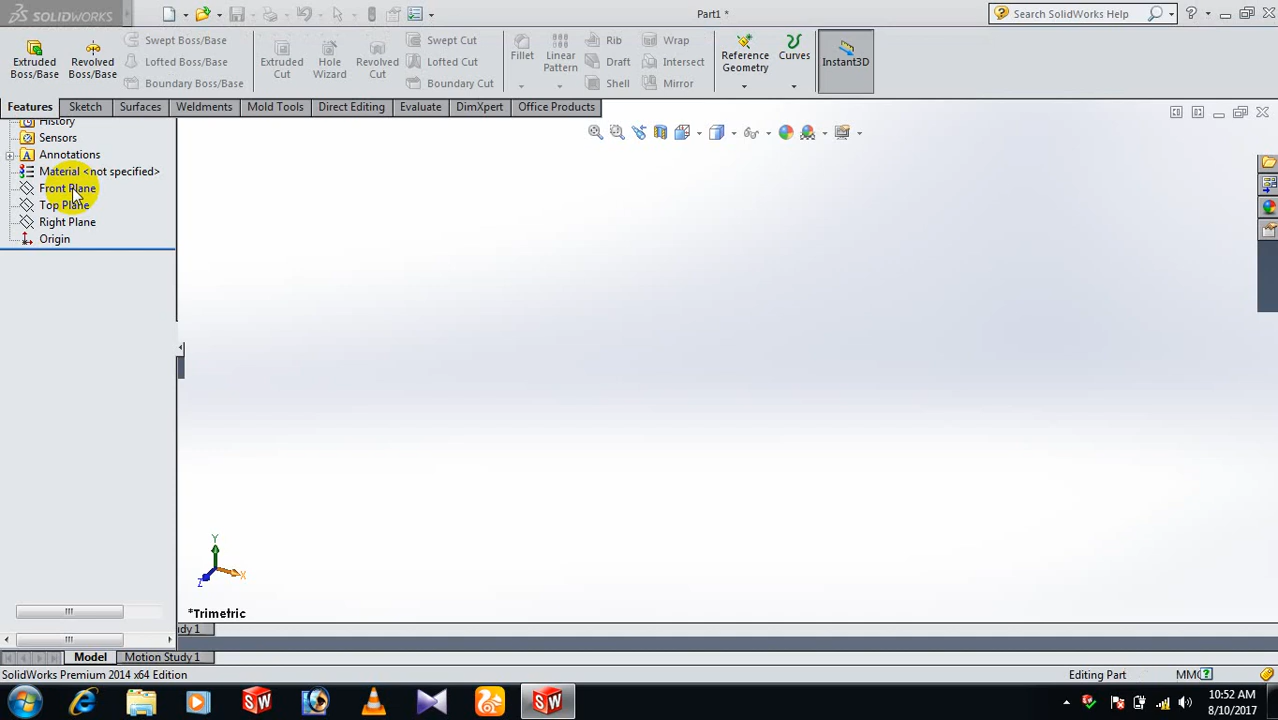 SOLIDWORKS
Part1 *
Search SolidWorks Help
Extruded Boss/Base
Revolved Boss/Base
Swept Boss/Base
Lofted Boss/Base
Boundary Boss/Base
Extruded Cut
Hole Wizard
Revolved Cut
Swept Cut
Lofted Cut
Boundary Cut
Fillet
Linear Pattern
Rib
Draft
Shell
Wrap
Intersect
Mirror
Reference Geometry
Curves
Instant3D
Features
Sketch
Surfaces
Weldments
Mold Tools
Direct Editing
Evaluate
DimXpert
Office Products
History
Sensors
Annotations
Material <not specified>
Front Plane
Top Plane
Right Plane
Origin
Y
X
Z
*Trimetric
dy 1
Model
Motion Study 1
SolidWorks Premium 2014 x64 Edition
Editing Part
MM
10:52 AM
8/10/2017